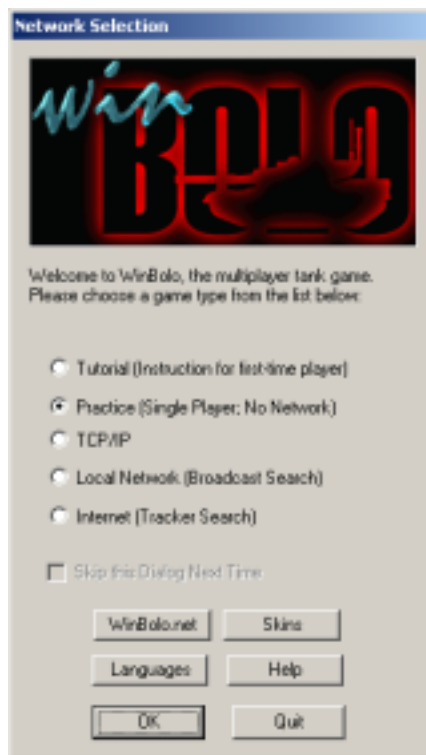 Network Selection
Win
BOLO
Welcome to WinBolo, the multiplayer tank game.
Please choose a game type from the list below:
Tutorial (Instruction for first-time player)
Practice (Single Player; No Network)
TCP/IP
Local Network (Broadcast Search)
Internet (Tracker Search)
Skip this Dialog Next Time
WinBolo.net Skins
Languages Help
OK Quit